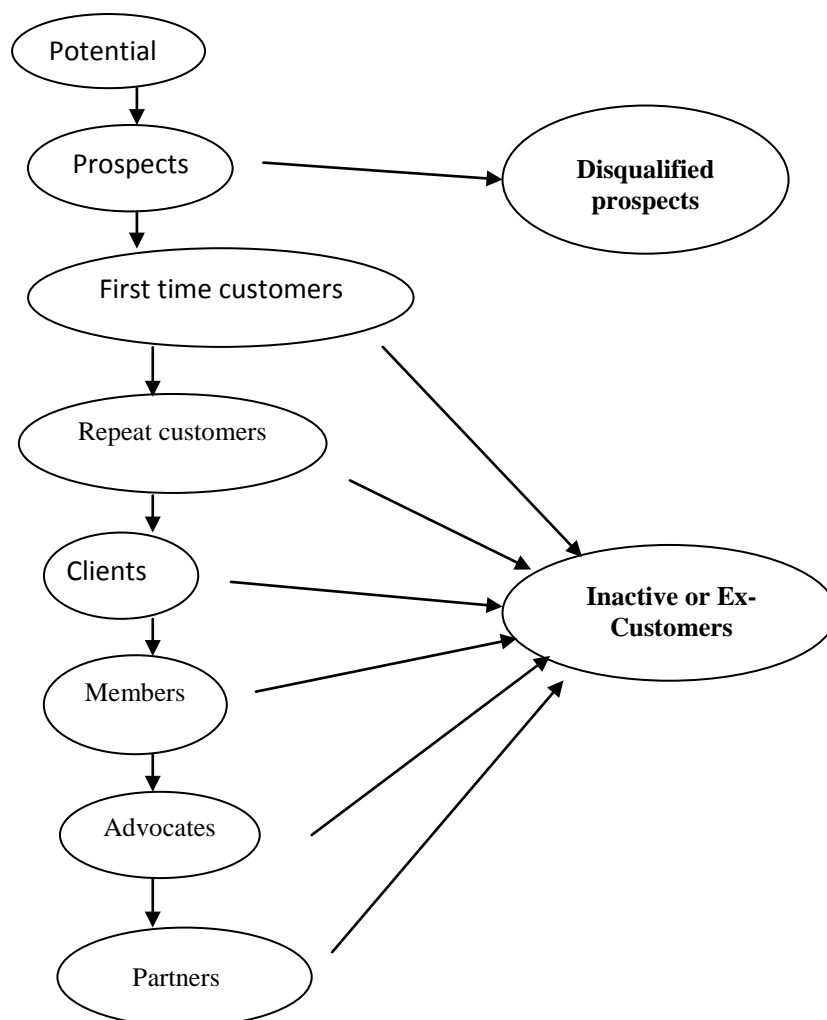 Potential
Prospects
Disqualified
prospects
First time customers
Repeat customers
Clients
Inactive or Ex-
Customers
Members
Advocates
Partners